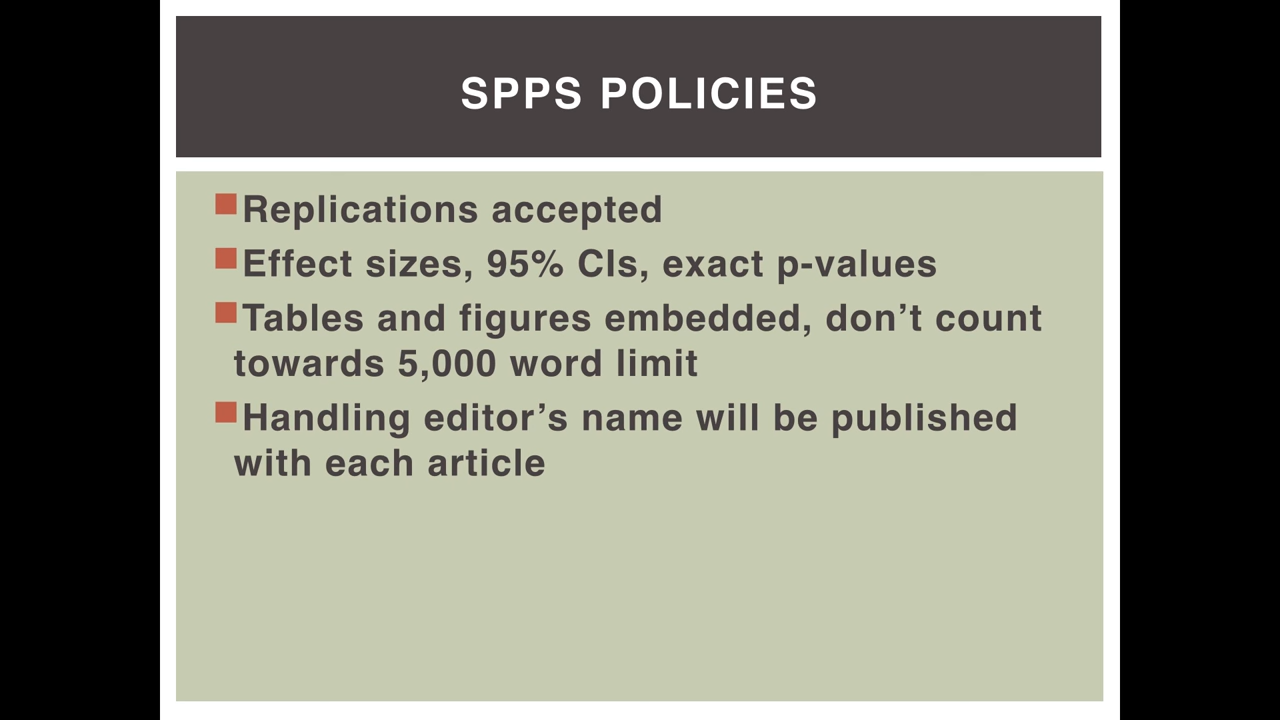 SPPS POLICIES
Replications accepted
Effect sizes, 95% CIs, exact p-values
Tables and figures embedded, don’t count
towards 5,000 word limit
Handling editor’s name will be published
with each article